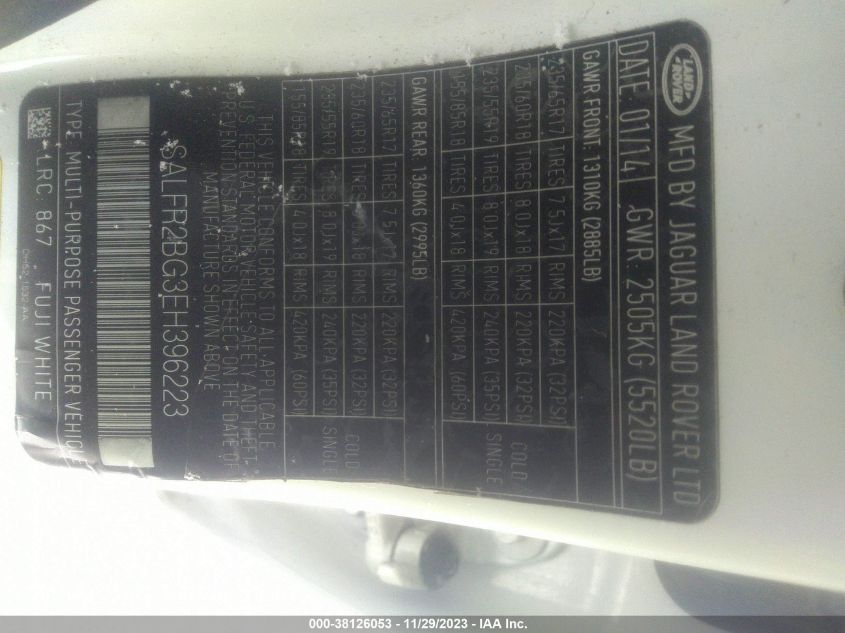 LAND ROVER
MFD BY JAGUAR LAND ROVER LTD
DATE: 01/14 GWR: 2505KG (5520LB)
GAWR FRONT: 1310KG (2885LB)
235/65R17 TIRES 7.5Jx17 RIMS 220KPA (32PSI)
235/60R18 TIRES 8.0Jx18 RIMS 220KPA (32PSI) COLD/
235/55R19 TIRES 8.0Jx19 RIMS 240KPA (35PSI) SINGLE
155/85R18 TIRES 4.0Jx18 RIMS 420KPA (60PSI)
GAWR REAR: 1360KG (2995LB)
235/65R17 TIRES 7.5Jx17 RIMS 220KPA (32PSI)
235/60R18 TIRES 8.0Jx18 RIMS 220KPA (32PSI) COLD/
255/55R19 TIRES 8.0Jx19 RIMS 240KPA (35PSI) SINGLE
155/85R18 TIRES 4.0Jx18 RIMS 420KPA (60PSI)
THIS VEHICLE CONFORMS TO ALL APPLICABLE
U.S. FEDERAL MOTOR VEHICLE SAFETY AND THEFT
PREVENTION STANDARDS IN EFFECT ON THE DATE OF
MANUFACTURE SHOWN ABOVE
SALFR2BG3EH396223
TYPE: MULTI-PURPOSE PASSENGER VEHICLE
LRC: 867 FUJI WHITE
000-38126053 - 11/29/2023 - IAA Inc.